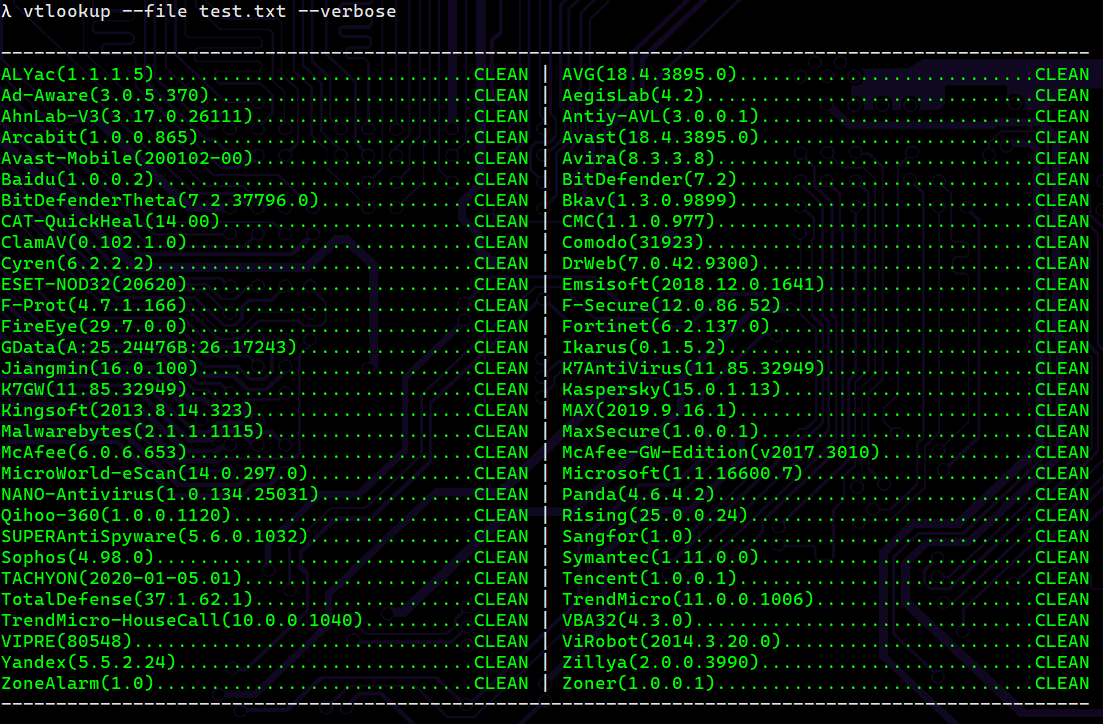 λ vtlookup --file test.txt --verbose
---------------------------------------------------------------------------------------------------
ALYac(1.1.1.5).............................CLEAN | AVG(18.4.3895.0)...........................CLEAN
Ad-Aware(3.0.5.370)........................CLEAN | AegisLab(4.2)..............................CLEAN
AhnLab-V3(3.17.0.26111)....................CLEAN | Antiy-AVL(3.0.0.1).........................CLEAN
Arcabit(1.0.0.865).........................CLEAN | Avast(18.4.3895.0).........................CLEAN
Avast-Mobile(200102-00)....................CLEAN | Avira(8.3.3.8).............................CLEAN
Baidu(1.0.0.2).............................CLEAN | BitDefender(7.2)...........................CLEAN
BitDefenderTheta(7.2.37796.0)..............CLEAN | Bkav(1.3.0.9899)...........................CLEAN
CAT-QuickHeal(14.00).......................CLEAN | CMC(1.1.0.977).............................CLEAN
ClamAV(0.102.1.0)..........................CLEAN | Comodo(31923)..............................CLEAN
Cyren(6.2.2.2).............................CLEAN | DrWeb(7.0.42.9300).........................CLEAN
ESET-NOD32(20620)..........................CLEAN | Emsisoft(2018.12.0.1641)...................CLEAN
F-Prot(4.7.1.166)..........................CLEAN | F-Secure(12.0.86.52).......................CLEAN
FireEye(29.7.0.0)..........................CLEAN | Fortinet(6.2.137.0)........................CLEAN
GData(A:25.24476B:26.17243)................CLEAN | Ikarus(0.1.5.2)............................CLEAN
Jiangmin(16.0.100).........................CLEAN | K7AntiVirus(11.85.32949)...................CLEAN
K7GW(11.85.32949)..........................CLEAN | Kaspersky(15.0.1.13).......................CLEAN
Kingsoft(2013.8.14.323)....................CLEAN | MAX(2019.9.16.1)...........................CLEAN
Malwarebytes(2.1.1.1115)...................CLEAN | MaxSecure(1.0.0.1).........................CLEAN
McAfee(6.0.6.653)..........................CLEAN | McAfee-GW-Edition(v2017.3010)..............CLEAN
MicroWorld-eScan(14.0.297.0)...............CLEAN | Microsoft(1.1.16600.7).....................CLEAN
NANO-Antivirus(1.0.134.25031)..............CLEAN | Panda(4.6.4.2).............................CLEAN
Qihoo-360(1.0.0.1120)......................CLEAN | Rising(25.0.0.24)..........................CLEAN
SUPERAntiSpyware(5.6.0.1032)...............CLEAN | Sangfor(1.0)...............................CLEAN
Sophos(4.98.0).............................CLEAN | Symantec(1.11.0.0).........................CLEAN
TACHYON(2020-01-05.01).....................CLEAN | Tencent(1.0.0.1)...........................CLEAN
TotalDefense(37.1.62.1)....................CLEAN | TrendMicro(11.0.0.1006)....................CLEAN
TrendMicro-HouseCall(10.0.0.1040)..........CLEAN | VBA32(4.3.0)...............................CLEAN
VIPRE(80548)...............................CLEAN | ViRobot(2014.3.20.0).......................CLEAN
Yandex(5.5.2.24)...........................CLEAN | Zillya(2.0.0.3990).........................CLEAN
ZoneAlarm(1.0).............................CLEAN | Zoner(1.0.0.1).............................CLEAN
---------------------------------------------------------------------------------------------------